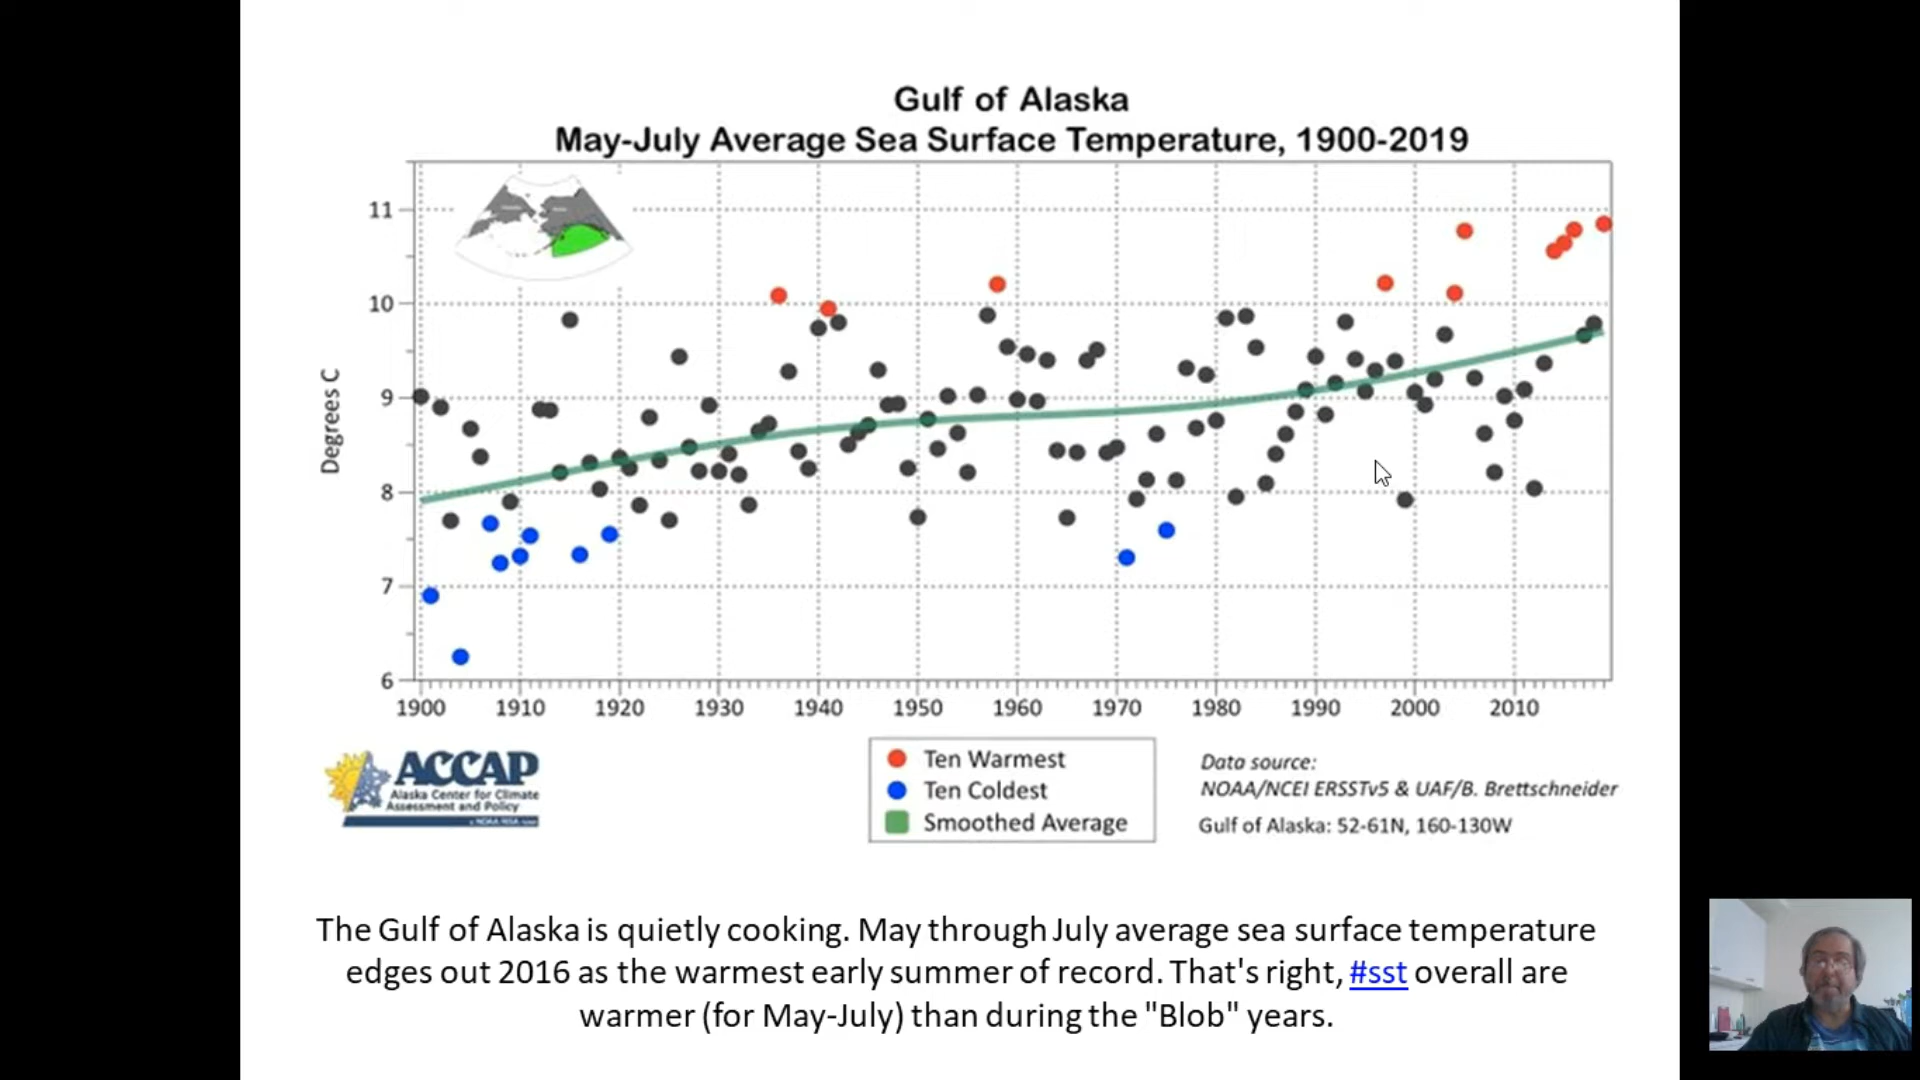 Gulf of Alaska
May-July Average Sea Surface Temperature, 1900-2019
11
10
9
8
7
6
Degrees C
1900 1910 1920 1930 1940 1950 1960 1970 1980 1990 2000 2010
ACCAP
Alaska Center for Climate
Assessment and Policy
Ten Warmest
Ten Coldest
Smoothed Average
Data source:
NOAA/NCEI ERSSTv5 & UAF/B. Brettschneider
Gulf of Alaska: 52-61N, 160-130W
The Gulf of Alaska is quietly cooking. May through July average sea surface temperature
edges out 2016 as the warmest early summer of record. That's right, #sst overall are
warmer (for May-July) than during the "Blob" years.